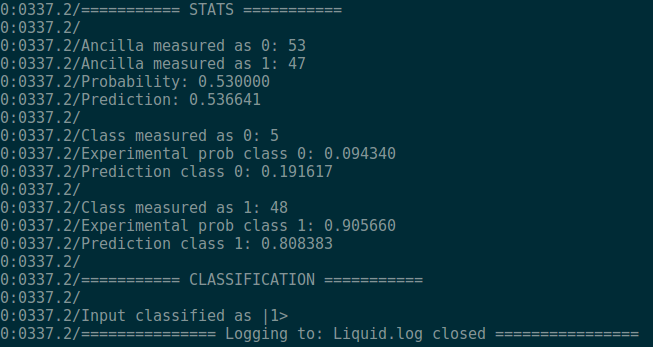 0:0337.2/=========== STATS ===========
0:0337.2/
0:0337.2/Ancilla measured as 0: 53
0:0337.2/Ancilla measured as 1: 47
0:0337.2/Probability: 0.530000
0:0337.2/Prediction: 0.536641
0:0337.2/
0:0337.2/Class measured as 0: 5
0:0337.2/Experimental prob class 0: 0.094340
0:0337.2/Prediction class 0: 0.191617
0:0337.2/
0:0337.2/Class measured as 1: 48
0:0337.2/Experimental prob class 1: 0.905660
0:0337.2/Prediction class 1: 0.808383
0:0337.2/
0:0337.2/=========== CLASSIFICATION ===========
0:0337.2/
0:0337.2/Input classified as |1>
0:0337.2/=============== Logging to: Liquid.log closed ================